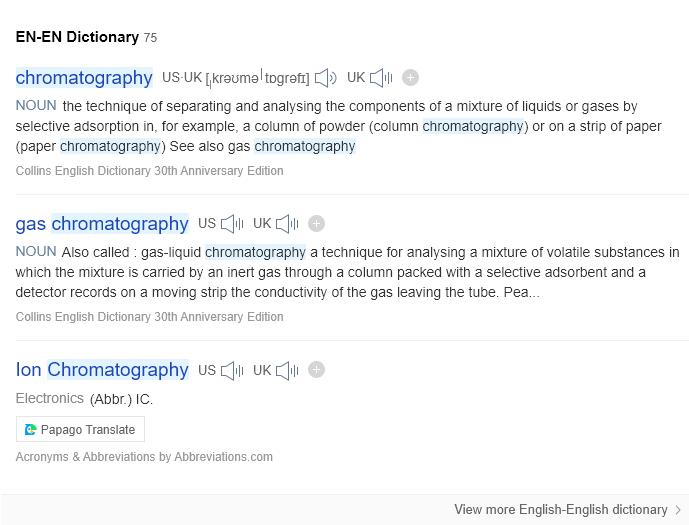 EN-EN Dictionary 75
chromatography US·UK [ˌkrəʊməˈtɒɡrəfɪ] UK
NOUN the technique of separating and analysing the components of a mixture of liquids or gases by
selective adsorption in, for example, a column of powder (column chromatography) or on a strip of paper
(paper chromatography) See also gas chromatography
Collins English Dictionary 30th Anniversary Edition
gas chromatography US UK
NOUN Also called : gas-liquid chromatography a technique for analysing a mixture of volatile substances in
which the mixture is carried by an inert gas through a column packed with a selective adsorbent and a
detector records on a moving strip the conductivity of the gas leaving the tube. Pea...
Collins English Dictionary 30th Anniversary Edition
Ion Chromatography US UK
Electronics (Abbr.) IC.
Papago Translate
Acronyms & Abbreviations by Abbreviations.com
View more English-English dictionary